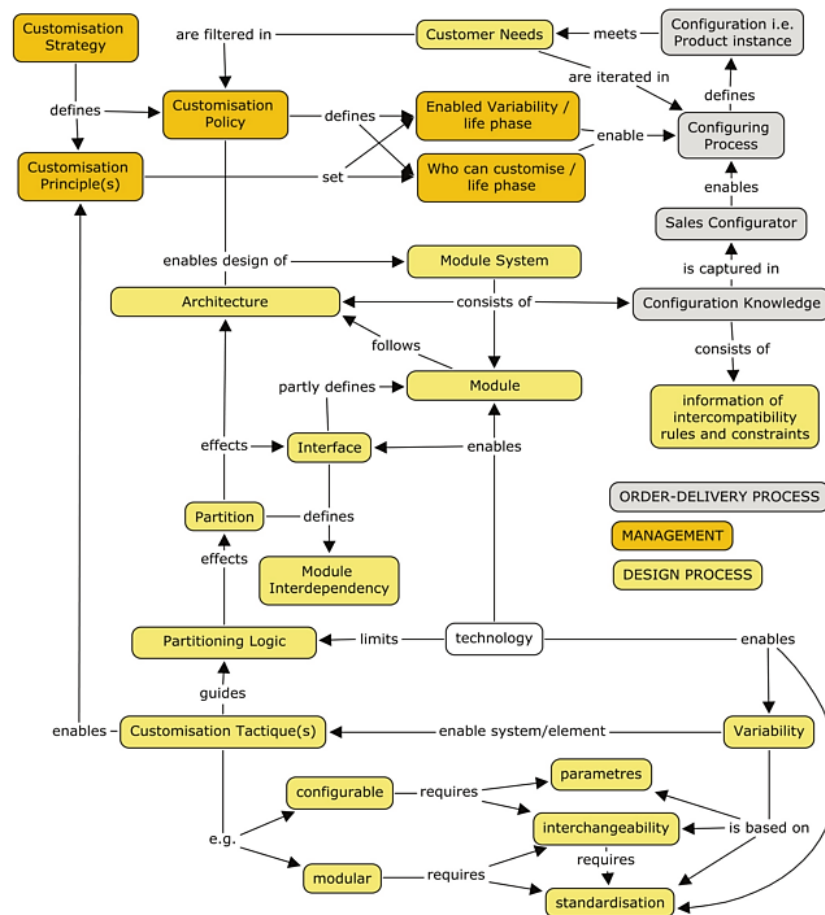 Customisation
Strategy
are filtered in
Customer Needs
meets
Configuration i.e.
Product instance
are iterated in
defines
Customisation
Policy
defines
Enabled Variability /
life phase
defines
enable
Configuring
Process
Customisation
Principle(s)
set
Who can customise /
life phase
enables
Sales Configurator
enables design of
Module System
is captured in
Architecture
consists of
Configuration Knowledge
follows
consists of
partly defines
Module
information of
intercompatibility
rules and constraints
effects
Interface
enables
ORDER-DELIVERY PROCESS
Partition
defines
MANAGEMENT
effects
Module
Interdependency
DESIGN PROCESS
Partitioning Logic
limits
technology
enables
guides
enables
Customisation Tactique(s)
enable system/element
Variability
configurable
requires
parametres
e.g.
intercheageability
is based on
modular
requires
requires
standardisation